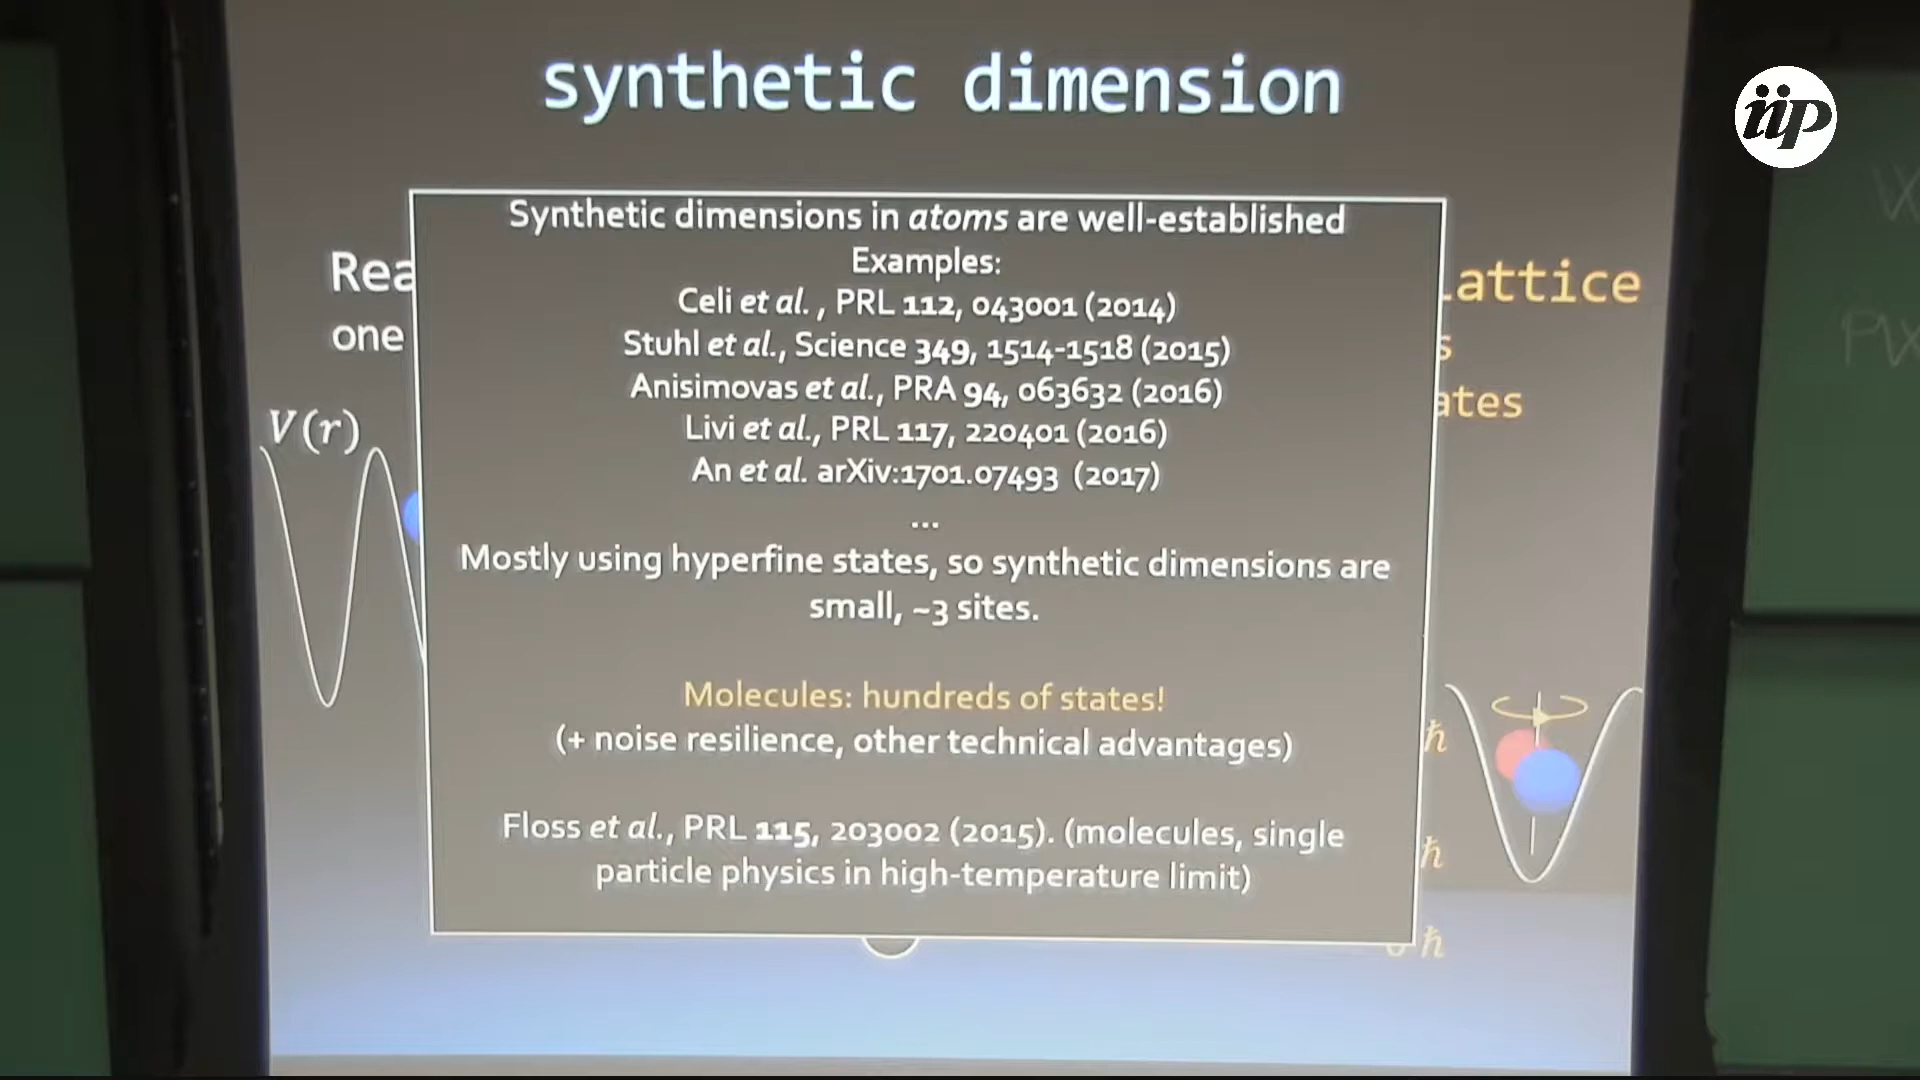 synthetic dimension
iip
Synthetic dimensions in atoms are well-established
Examples:
Celi et al. , PRL 112, 043001 (2014)
Stuhl et al., Science 349, 1514-1518 (2015)
Anisimovas et al., PRA 94, 063632 (2016)
Livi et al., PRL 117, 220401 (2016)
An et al. arXiv:1701.07493 (2017)
...
Mostly using hyperfine states, so synthetic dimensions are
small, ~3 sites.
Molecules: hundreds of states!
(+ noise resilience, other technical advantages)
Floss et al., PRL 115, 203002 (2015). (molecules, single
particle physics in high-temperature limit)
Rea
one
V(r)
attice
s
ates
ħ
ħ
ħ